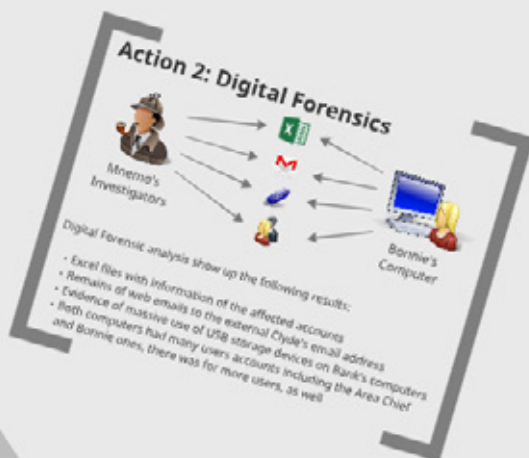 Action 2: Digital Forensics
Mnemo's
Investigators
Bonnie's
Computer
Digital Forensic analysis show up the following results:
• Excel files with information of the affected accounts
• Remains of web emails to the external Clyde's email address
• Evidence of massive use of USB storage devices on Bank's computers
• Both computers had many users accounts including the Area Chief
and Bonnie ones, there was for more users, as well